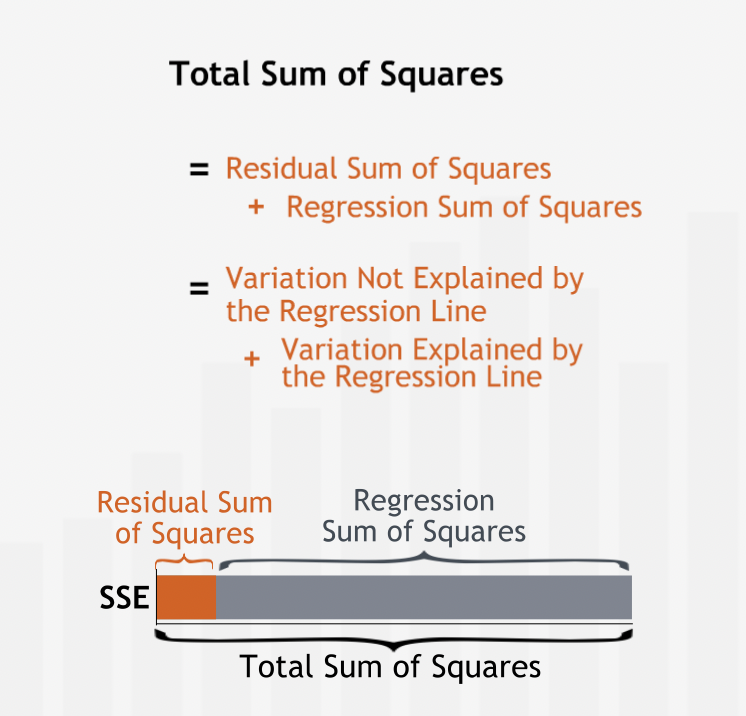 Total Sum of Squares
= Residual Sum of Squares
+ Regression Sum of Squares
= Variation Not Explained by
the Regression Line
+ Variation Explained by
the Regression Line
Residual Sum
of Squares
Regression
Sum of Squares
SSE
Total Sum of Squares